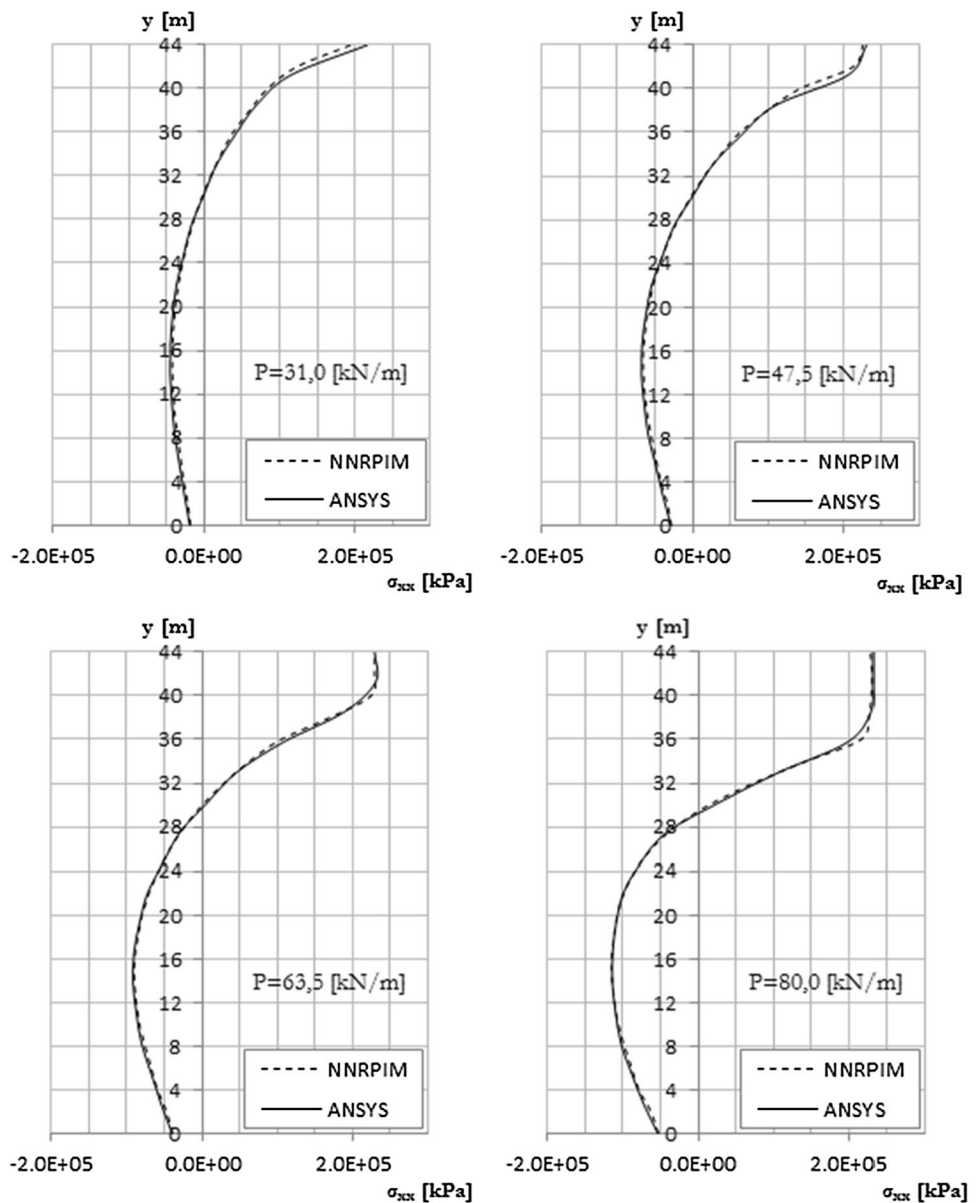 y [m]
44
40
36
32
28
24
20
16
12
8
4
0
P=31,0 [kN/m]
NNRPIM
ANSYS
-2.0E+05 0.0E+00 2.0E+05
σxx [kPa]
y [m]
44
40
36
32
28
24
20
16
12
8
4
0
P=47,5 [kN/m]
NNRPIM
ANSYS
-2.0E+05 0.0E+00 2.0E+05
σxx [kPa]
y [m]
44
40
36
32
28
24
20
16
12
8
4
0
P=63,5 [kN/m]
NNRPIM
ANSYS
-2.0E+05 0.0E+00 2.0E+05
σxx [kPa]
y [m]
44
40
36
32
28
24
20
16
12
8
4
0
P=80,0 [kN/m]
NNRPIM
ANSYS
-2.0E+05 0.0E+00 2.0E+05
σxx [kPa]